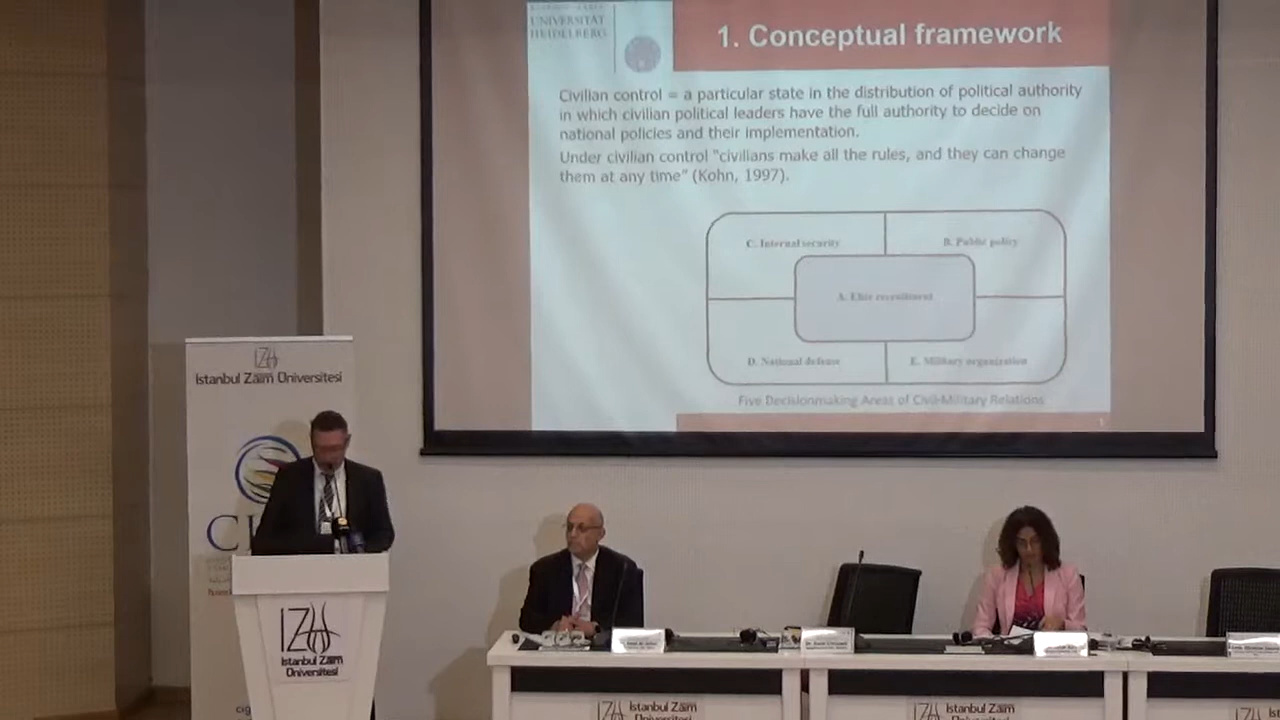 UNIVERSITÄT
HEIDELBERG
1. Conceptual framework
Civilian control = a particular state in the distribution of political authority
in which civilian political leaders have the full authority to decide on
national policies and their implementation.
Under civilian control "civilians make all the rules, and they can change
them at any time" (Kohn, 1997).
C. Internal security
B. Public policy
A. Elite recruitment
D. National defense
E. Military organization
Five Decisionmaking Areas of Civil-Military Relations
İZÜ
İstanbul Zaim Üniversitesi
İZÜ
İstanbul Zaim
Üniversitesi
İstanbul Zaim
Üniversitesi
İstanbul Zaim
Üniversitesi